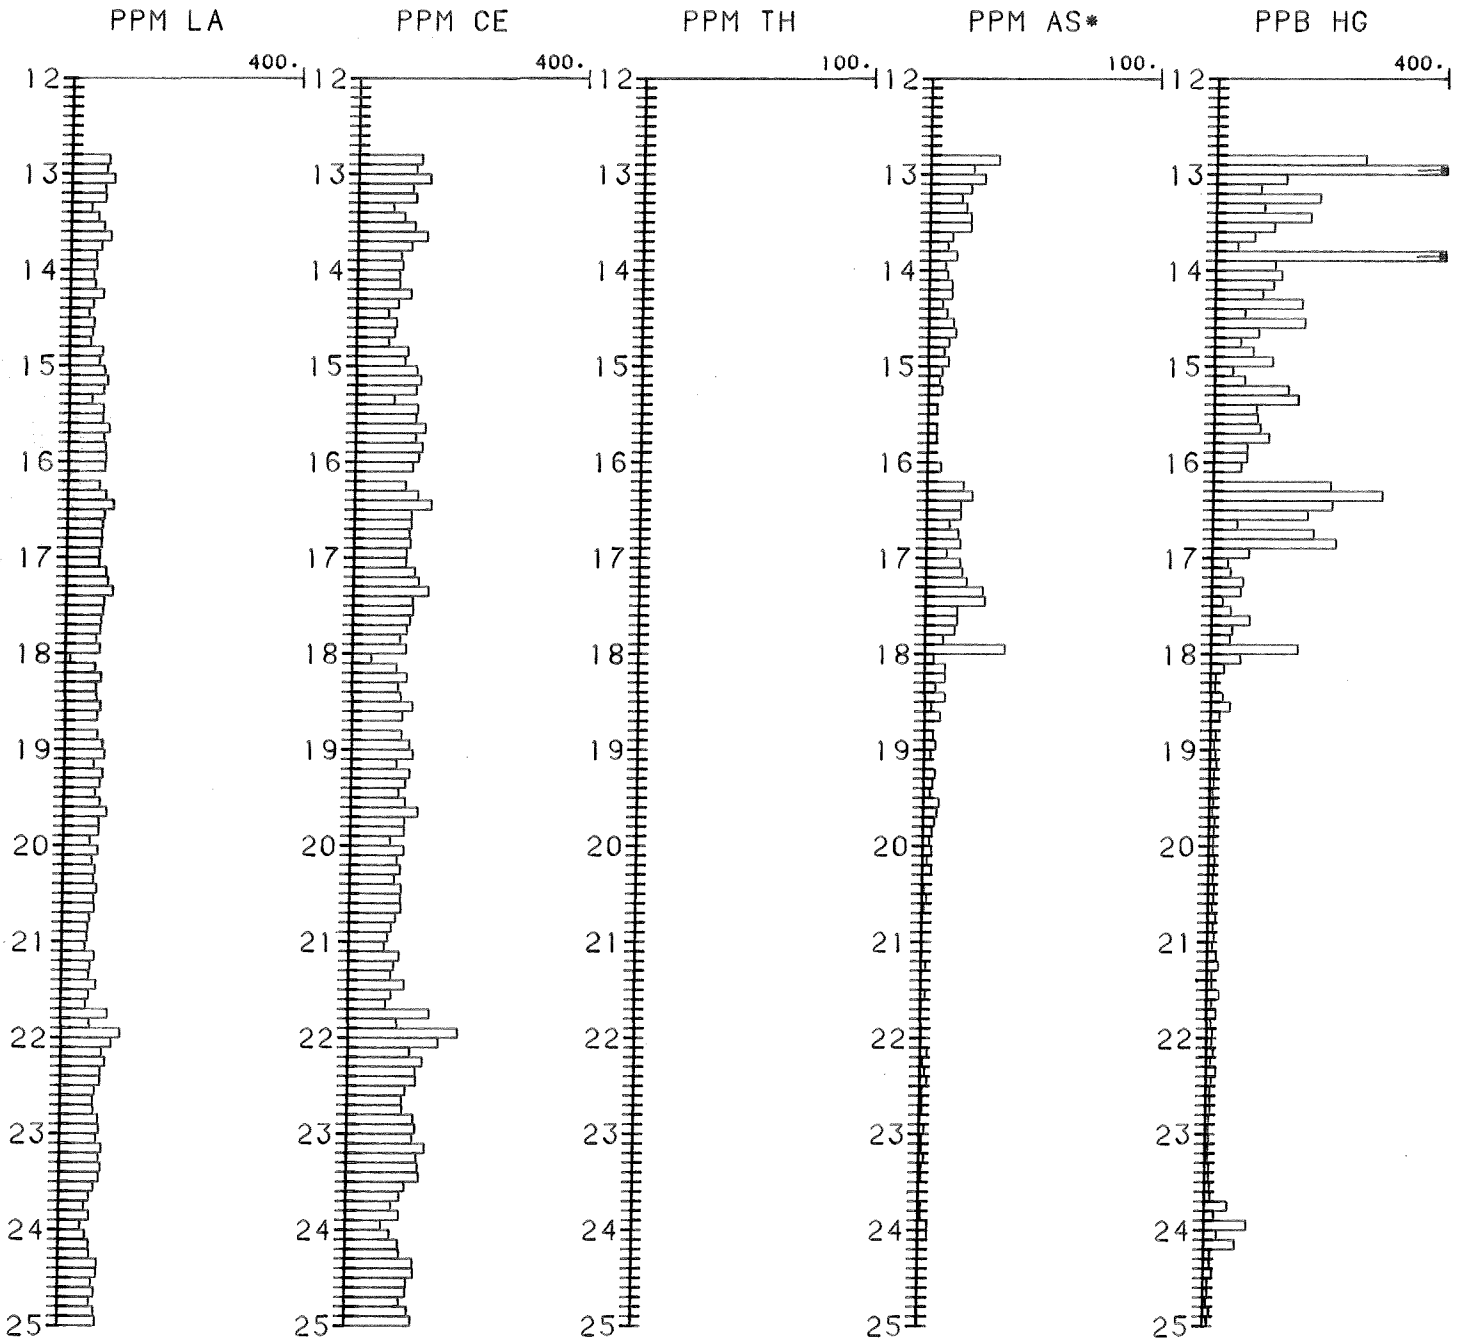 PPM LA PPM CE PPM TH PPM AS* PPB HG
400. 400. 100. 100. 400.
12 12 12 12 12
13 13 13 13 13
14 14 14 14 14
15 15 15 15 15
16 16 16 16 16
17 17 17 17 17
18 18 18 18 18
19 19 19 19 19
20 20 20 20 20
21 21 21 21 21
22 22 22 22 22
23 23 23 23 23
24 24 24 24 24
25 25 25 25 25